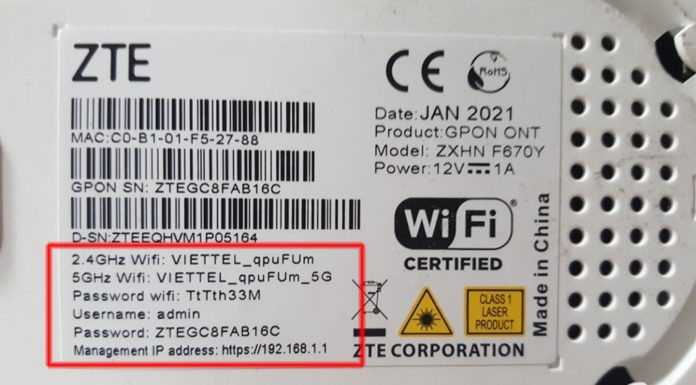 ZTE
CE
RoHS
MAC:C0-B1-01-F5-27-88
GPON SN: ZTEGC8FAB16C
D-SN:ZTEEQHVM1P05164
Date:JAN 2021
Product:GPON ONT
Model: ZXHN F670Y
Power:12V⎓1A
WiFi
CERTIFIED
Made in China
2.4GHz Wifi: VIETTEL_qpuFUm
5GHz Wifi: VIETTEL_qpuFUm_5G
Password wifi: TtTth33M
Username: admin
Password: ZTEGC8FAB16C
Management IP address: https://192.168.1.1
CLASS 1
LASER
PRODUCT
ZTE CORPORATION